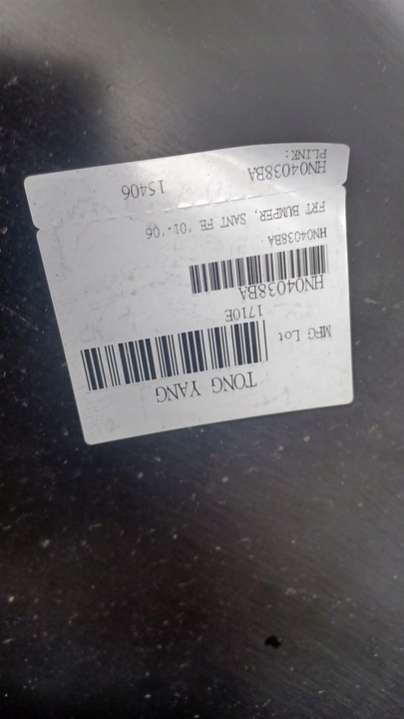 PLINK:
HN04038BA 15406
FRT BUMPER, SANT FE '01-'06
HN04038BA
HN04038BA
1710E
MFG Lot
TONG YANG